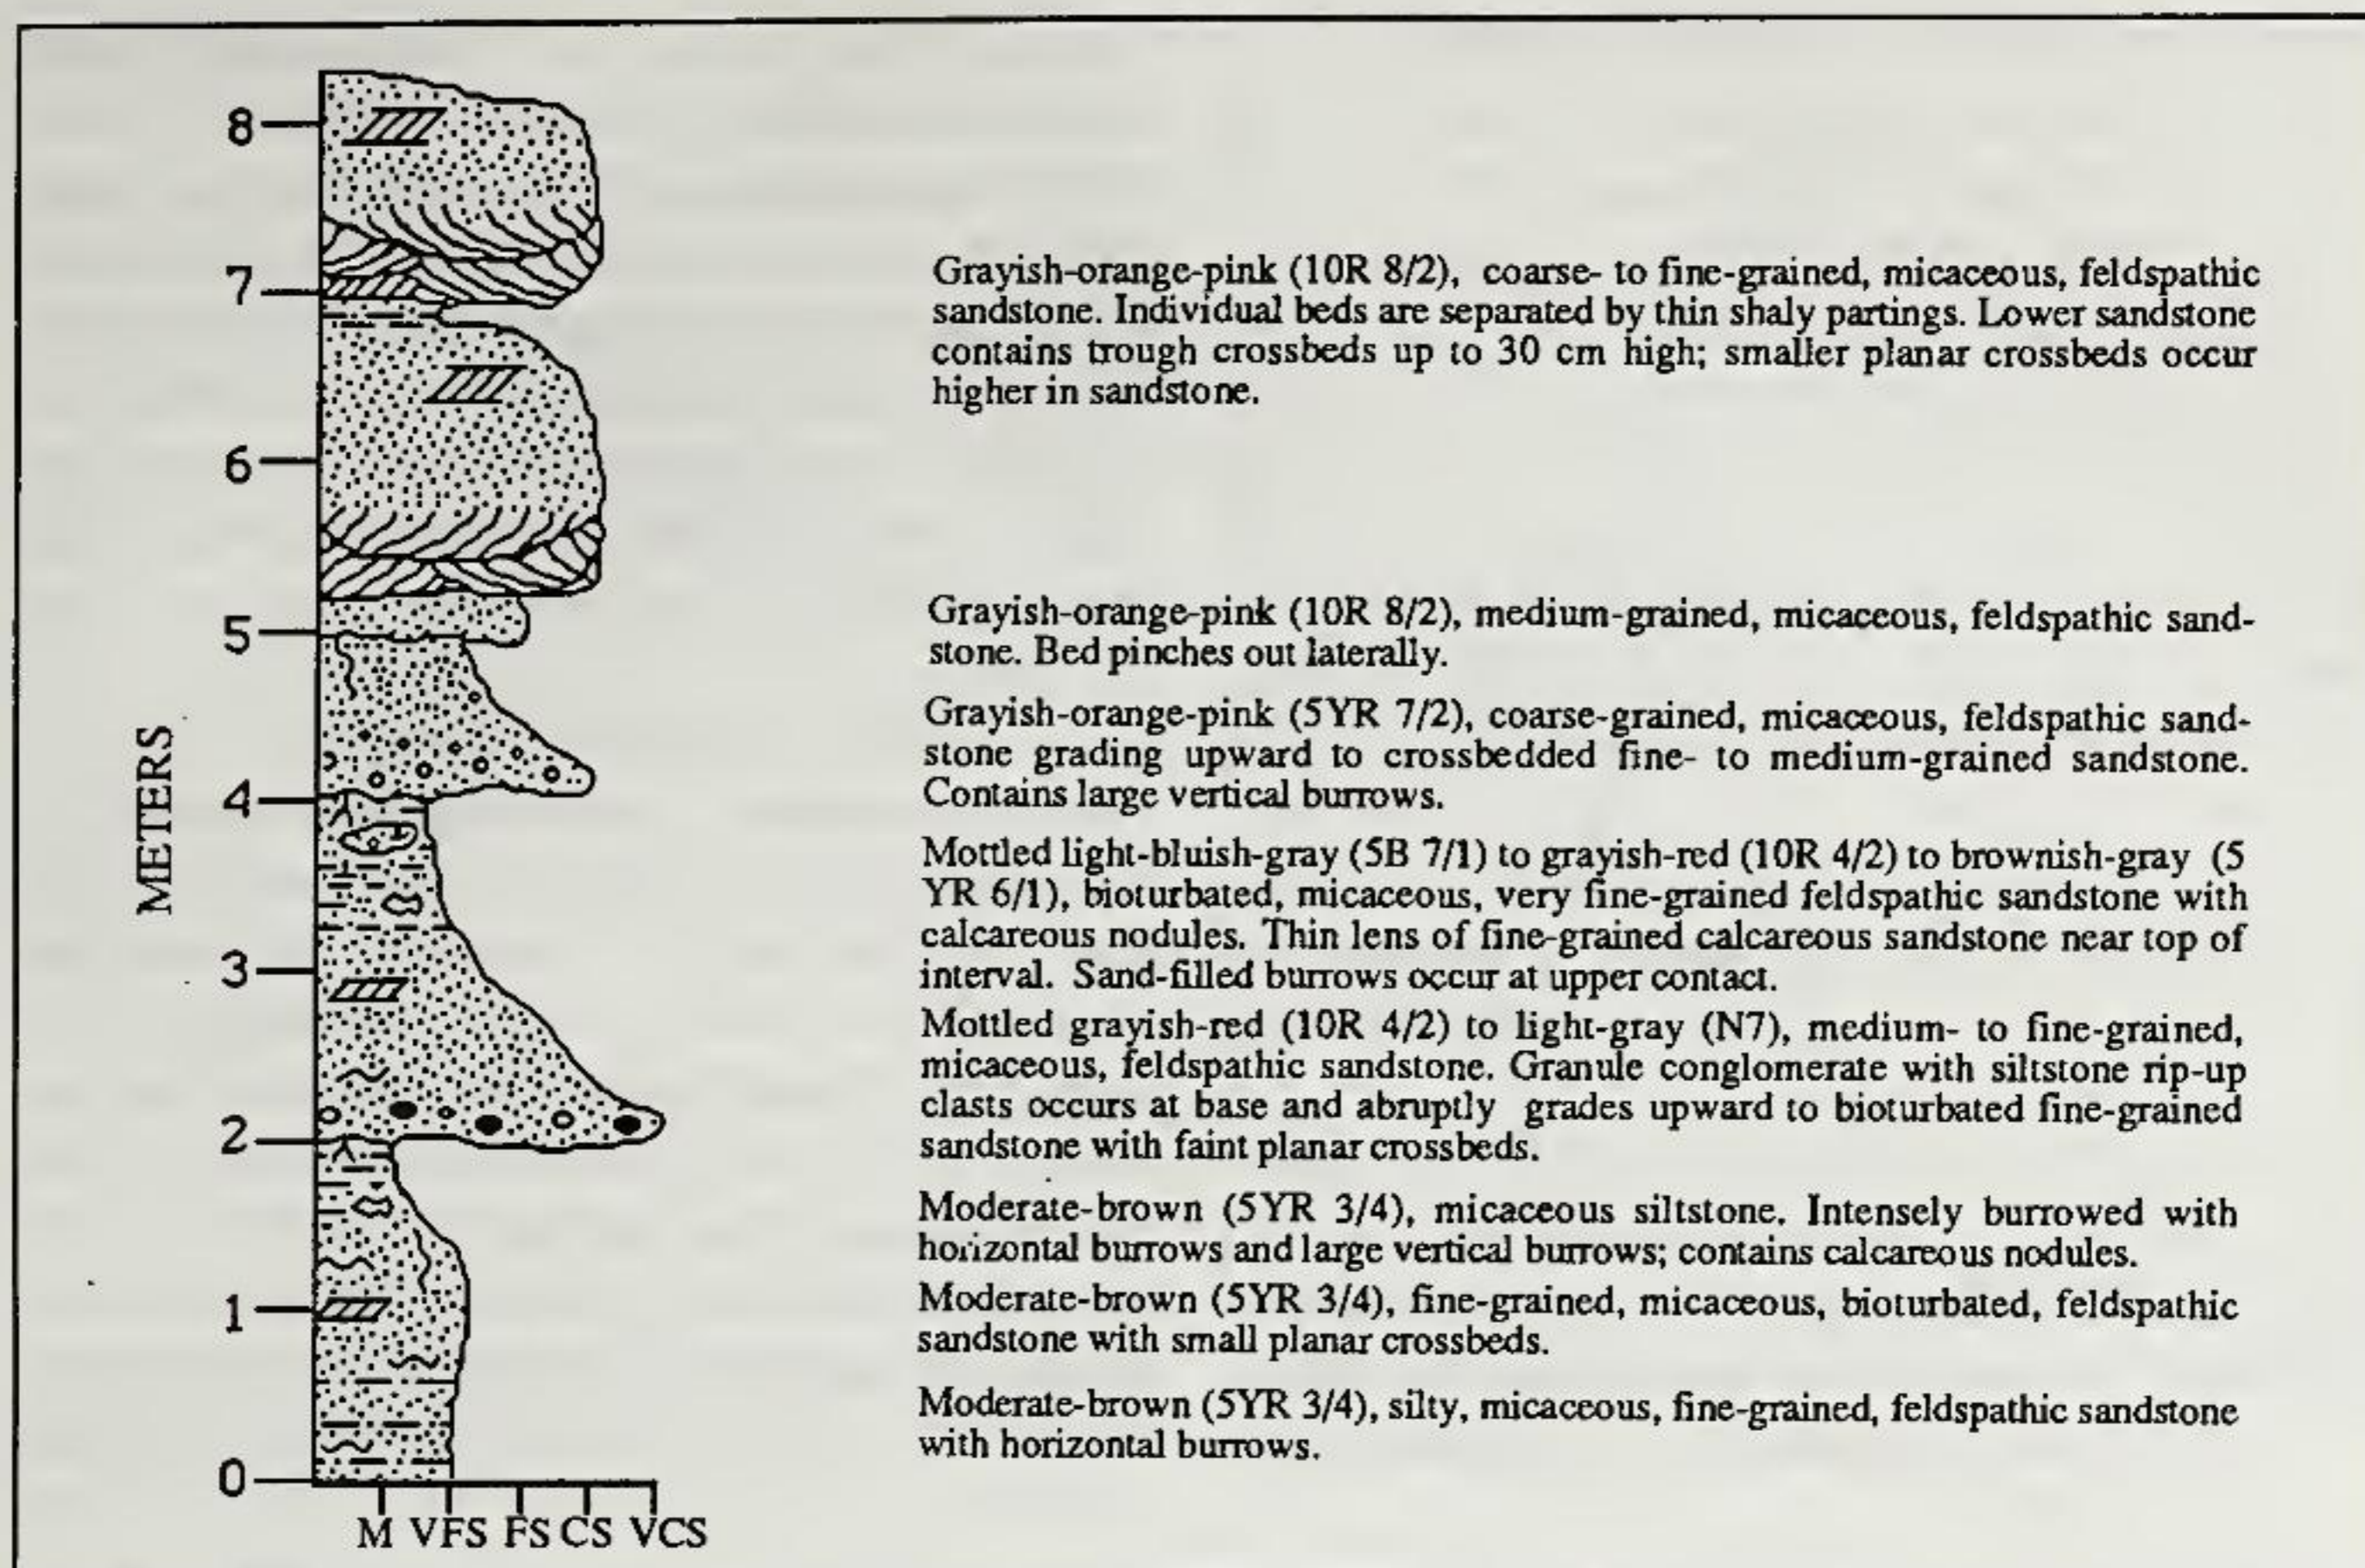 8
7
6
5
4
3
2
1
0
METERS
M VFS FS CS VCS
Grayish-orange-pink (10R 8/2), coarse- to fine-grained, micaceous, feldspathic
sandstone. Individual beds are separated by thin shaly partings. Lower sandstone
contains trough crossbeds up to 30 cm high; smaller planar crossbeds occur
higher in sandstone.
Grayish-orange-pink (10R 8/2), medium-grained, micaceous, feldspathic sand-
stone. Bed pinches out laterally.
Grayish-orange-pink (5YR 7/2), coarse-grained, micaceous, feldspathic sand-
stone grading upward to crossbedded fine- to medium-grained sandstone.
Contains large vertical burrows.
Mottled light-bluish-gray (5B 7/1) to grayish-red (10R 4/2) to brownish-gray (5
YR 6/1), bioturbated, micaceous, very fine-grained feldspathic sandstone with
calcareous nodules. Thin lens of fine-grained calcareous sandstone near top of
interval. Sand-filled burrows occur at upper contact.
Mottled grayish-red (10R 4/2) to light-gray (N7), medium- to fine-grained,
micaceous, feldspathic sandstone. Granule conglomerate with siltstone rip-up
clasts occurs at base and abruptly grades upward to bioturbated fine-grained
sandstone with faint planar crossbeds.
Moderate-brown (5YR 3/4), micaceous siltstone. Intensely burrowed with
horizontal burrows and large vertical burrows; contains calcareous nodules.
Moderate-brown (5YR 3/4), fine-grained, micaceous, bioturbated, feldspathic
sandstone with small planar crossbeds.
Moderate-brown (5YR 3/4), silty, micaceous, fine-grained, feldspathic sandstone
with horizontal burrows.